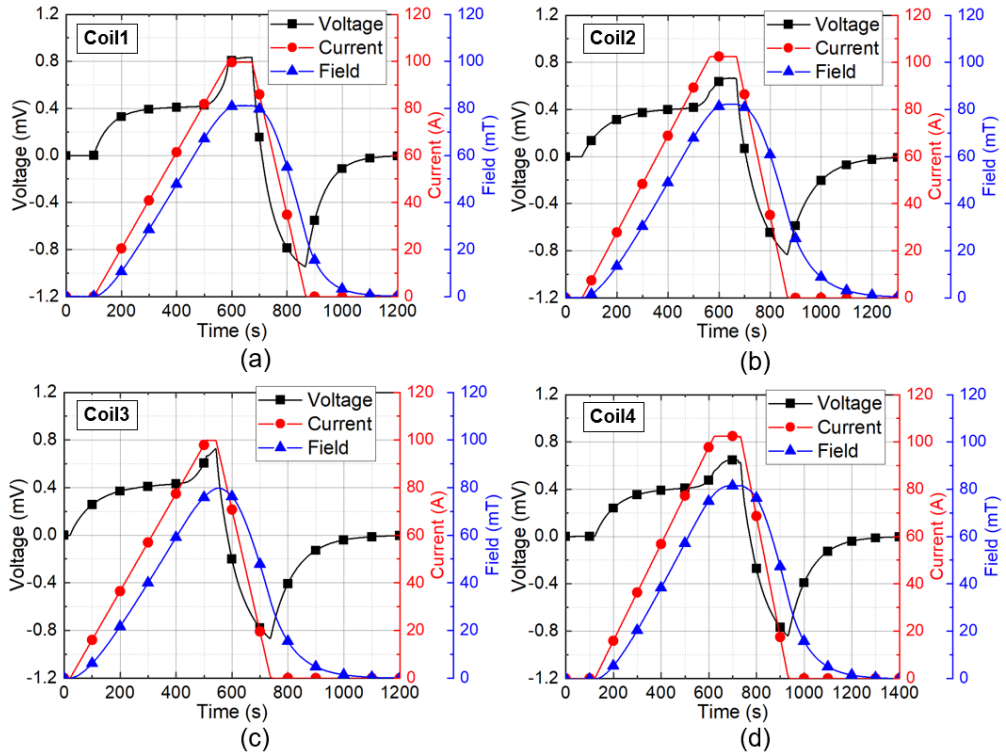 Coil1
Voltage
Current
Field
1.2
0.8
0.4
0.0
-0.4
-0.8
-1.2
Voltage (mV)
0 200 400 600 800 1000 1200
Time (s)
120
100
80
60
40
20
0
Current (A)
120
100
80
60
40
20
0
Field (mT)
(a)
Coil2
Voltage
Current
Field
1.2
0.8
0.4
0.0
-0.4
-0.8
-1.2
Voltage (mV)
0 200 400 600 800 1000 1200
Time (s)
120
100
80
60
40
20
0
Current (A)
120
100
80
60
40
20
0
Field (mT)
(b)
Coil3
Voltage
Current
Field
1.2
0.8
0.4
0.0
-0.4
-0.8
-1.2
Voltage (mV)
0 200 400 600 800 1000 1200
Time (s)
120
100
80
60
40
20
0
Current (A)
120
100
80
60
40
20
0
Field (mT)
(c)
Coil4
Voltage
Current
Field
1.2
0.8
0.4
0.0
-0.4
-0.8
-1.2
Voltage (mV)
0 200 400 600 800 1000 1200 1400
Time (s)
120
100
80
60
40
20
0
Current (A)
120
100
80
60
40
20
0
Field (mT)
(d)